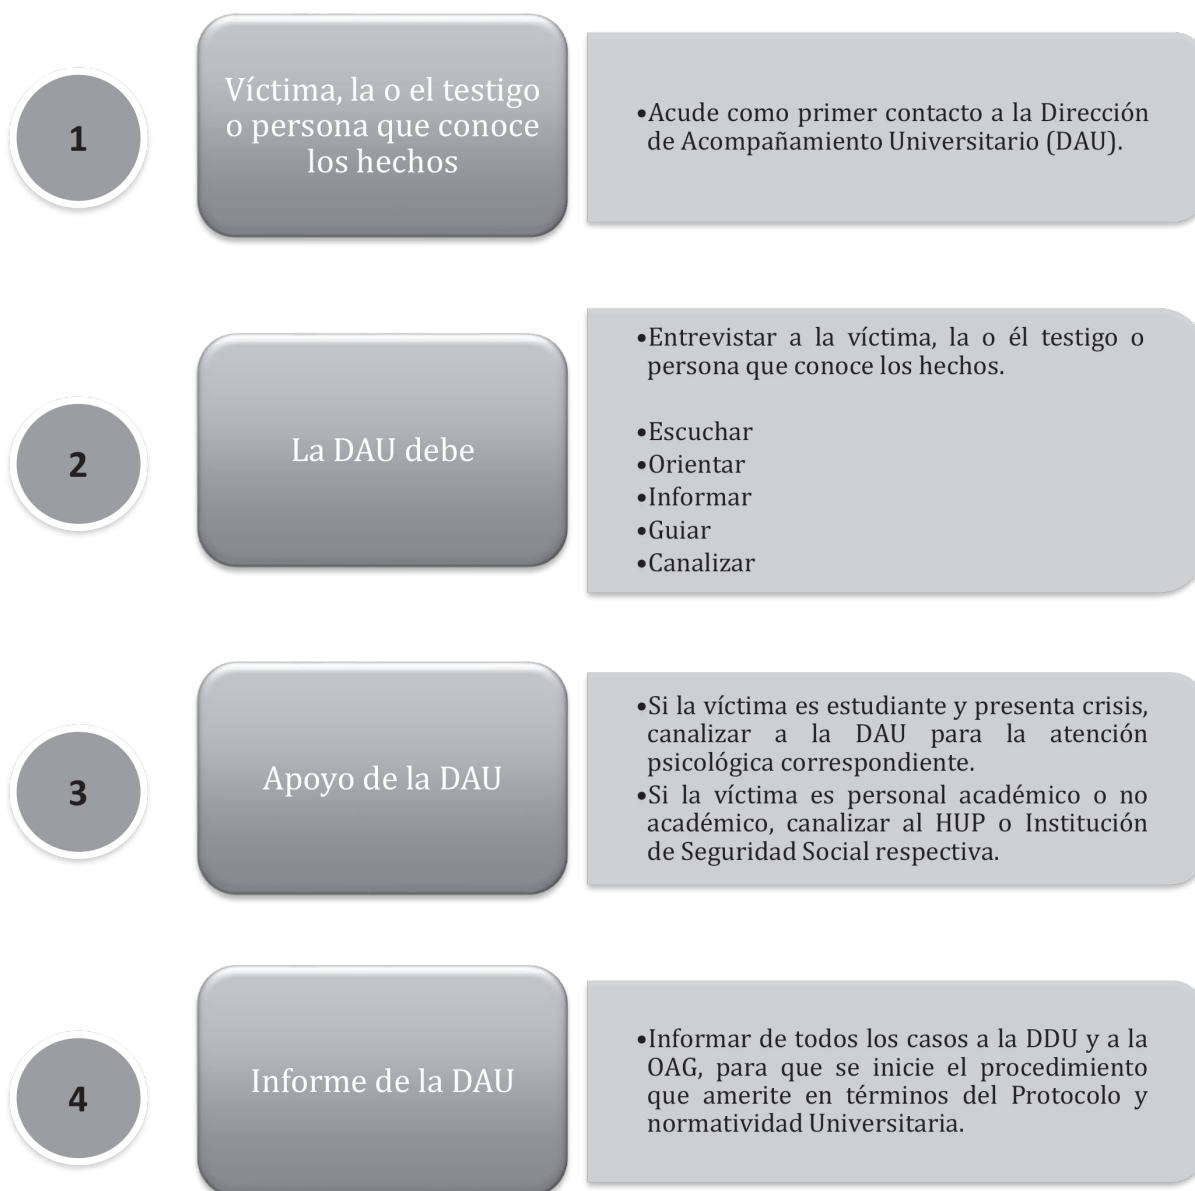 1
Víctima, la o el testigo
o persona que conoce
los hechos
•Acude como primer contacto a la Dirección
de Acompañamiento Universitario (DAU).
2
La DAU debe
•Entrevistar a la víctima, la o él testigo o
persona que conoce los hechos.
•Escuchar
•Orientar
•Informar
•Guiar
•Canalizar
3
Apoyo de la DAU
•Si la víctima es estudiante y presenta crisis,
canalizar a la DAU para la atención
psicológica correspondiente.
•Si la víctima es personal académico o no
académico, canalizar al HUP o Institución
de Seguridad Social respectiva.
4
Informe de la DAU
•Informar de todos los casos a la DDU y a la
OAG, para que se inicie el procedimiento
que amerite en términos del Protocolo y
normatividad Universitaria.